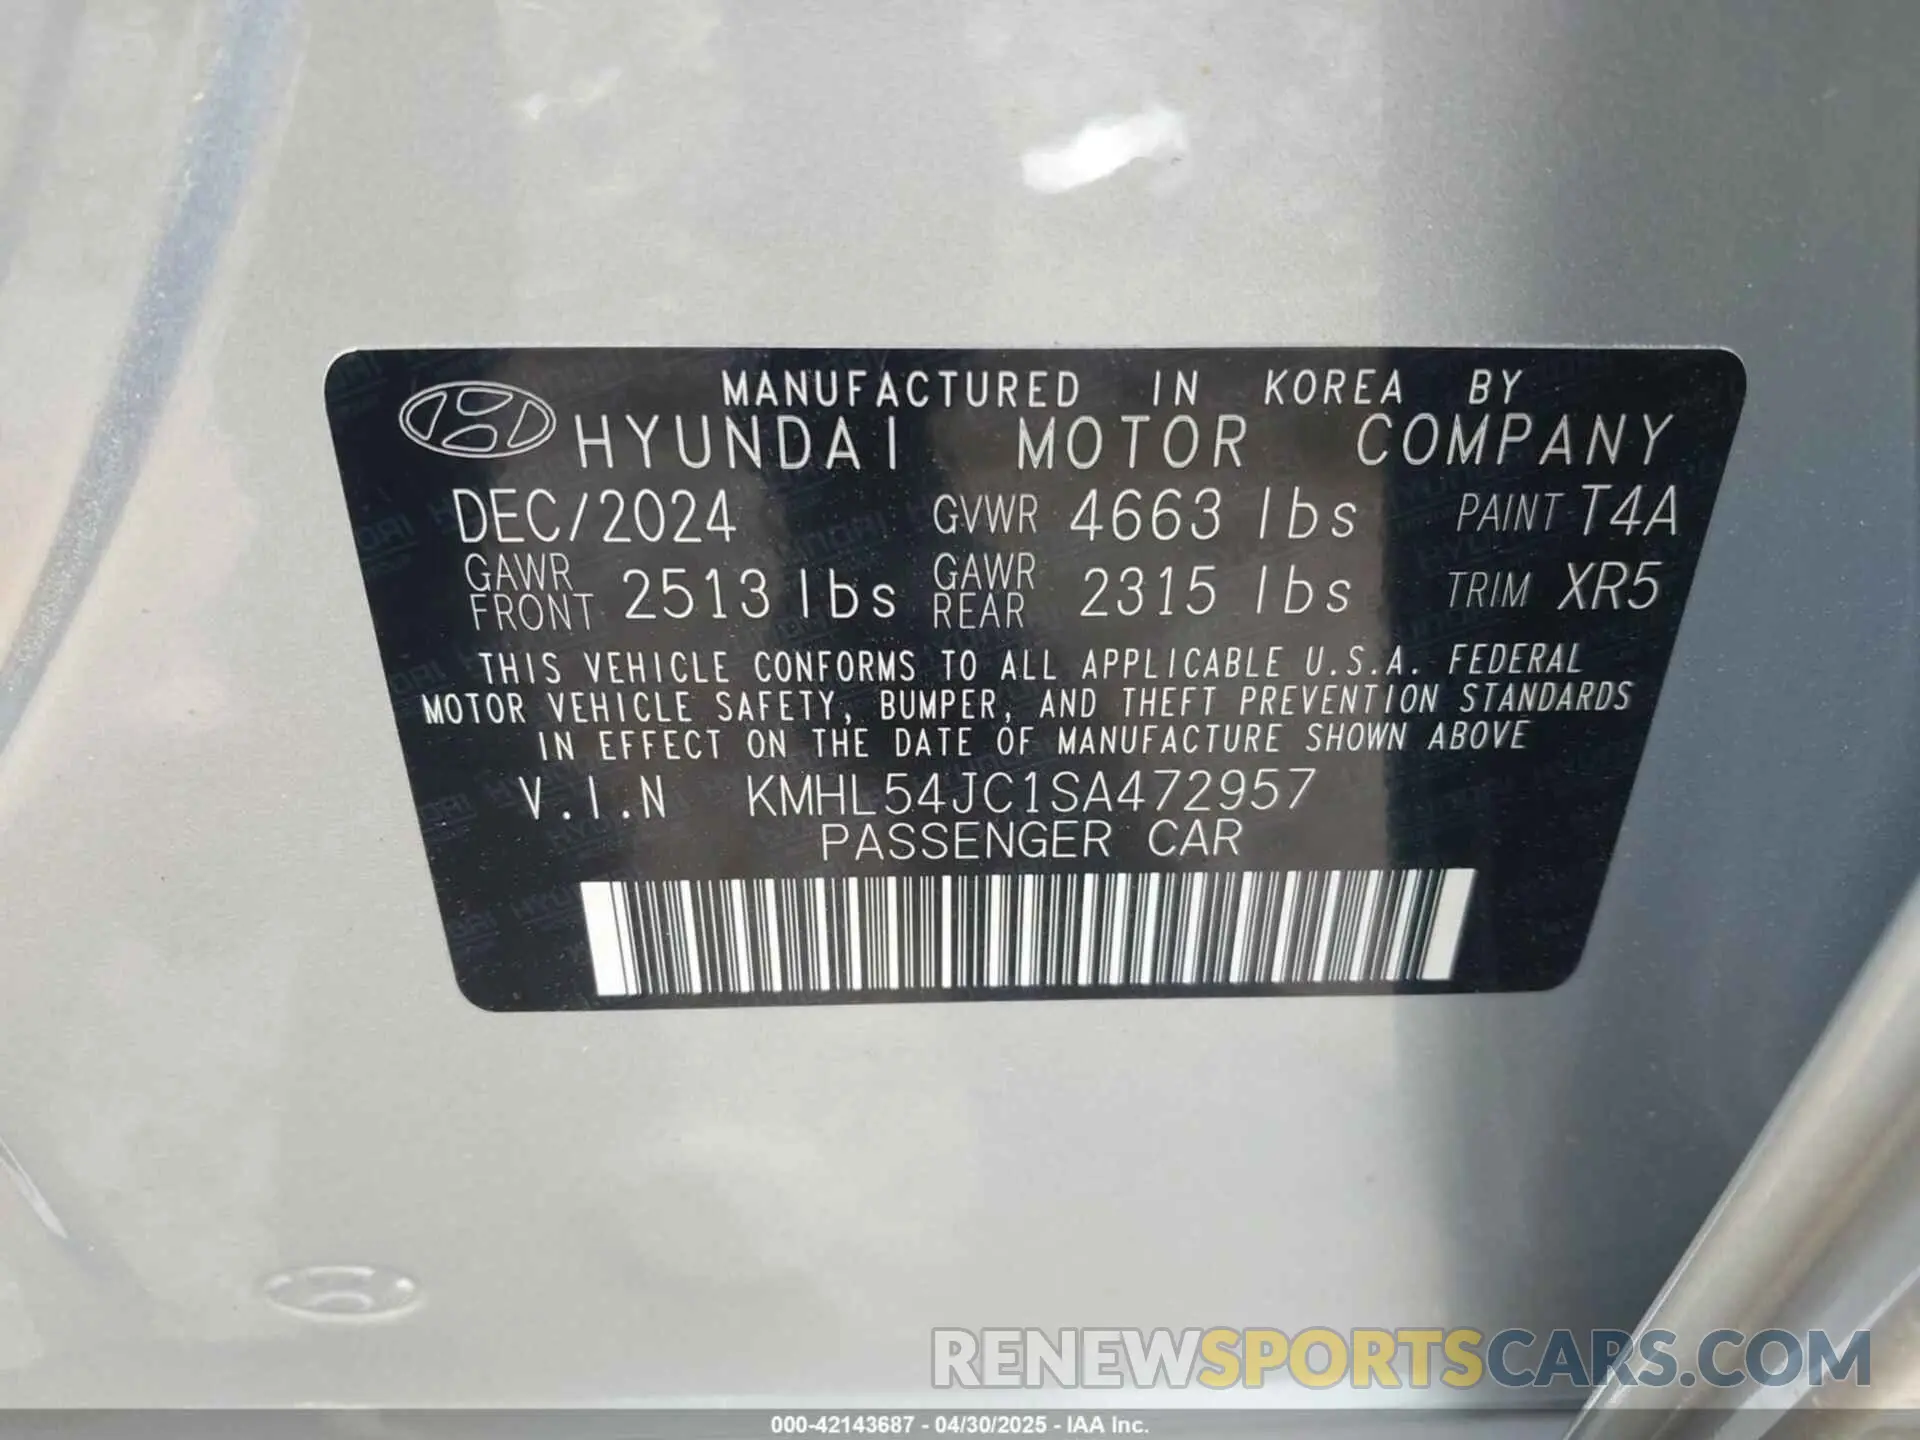 MANUFACTURED IN KOREA BY
HYUNDAI MOTOR COMPANY
DEC/2024 GVWR 4663 lbs PAINT T4A
GAWR FRONT 2513 lbs GAWR REAR 2315 lbs TRIM XR5
THIS VEHICLE CONFORMS TO ALL APPLICABLE U.S.A. FEDERAL
MOTOR VEHICLE SAFETY, BUMPER, AND THEFT PREVENTION STANDARDS
IN EFFECT ON THE DATE OF MANUFACTURE SHOWN ABOVE
V.I.N KMHL54JC1SA472957
PASSENGER CAR
RENEWSPORTSCARS.COM
000-42143687 - 04/30/2025 - IAA Inc.